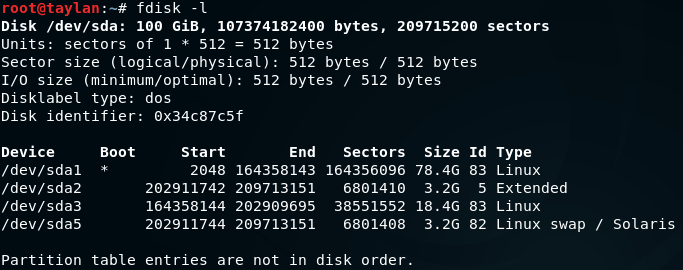 root@taylan:~# fdisk -l
Disk /dev/sda: 100 GiB, 107374182400 bytes, 209715200 sectors
Units: sectors of 1 * 512 = 512 bytes
Sector size (logical/physical): 512 bytes / 512 bytes
I/O size (minimum/optimal): 512 bytes / 512 bytes
Disklabel type: dos
Disk identifier: 0x34c87c5f

Device     Boot     Start       End   Sectors  Size Id Type
/dev/sda1  *         2048 164358143 164356096 78.4G 83 Linux
/dev/sda2       202911742 209713151   6801410  3.2G  5 Extended
/dev/sda3       164358144 202909695  38551552 18.4G 83 Linux
/dev/sda5       202911744 209713151   6801408  3.2G 82 Linux swap / Solaris

Partition table entries are not in disk order.